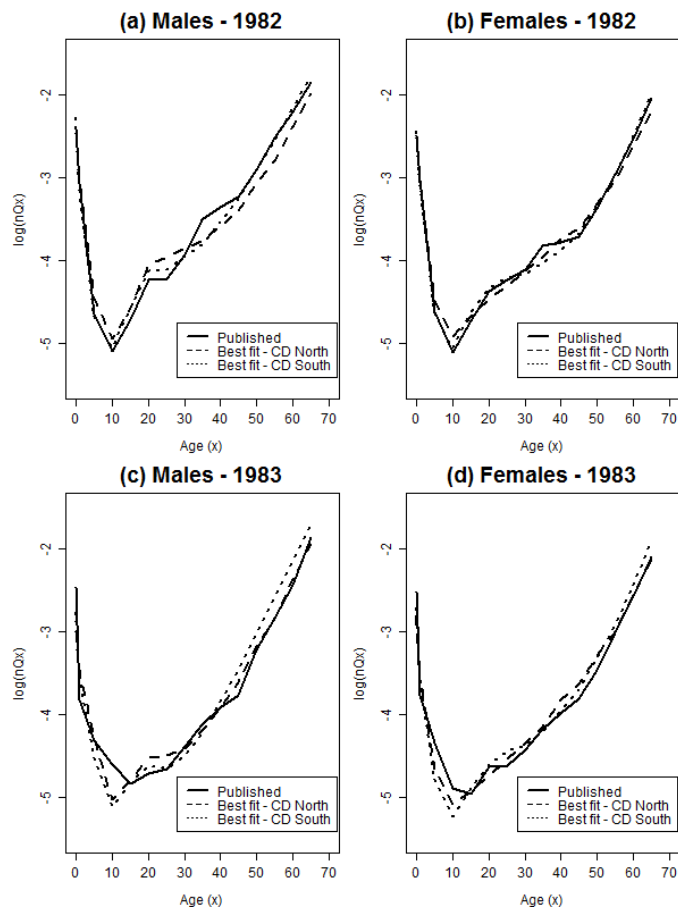 (a) Males - 1982
log(nQx)
-2
-3
-4
-5
Published
Best fit - CD North
Best fit - CD South
0 10 20 30 40 50 60 70
Age (x)
(b) Females - 1982
log(nQx)
-2
-3
-4
-5
Published
Best fit - CD North
Best fit - CD South
0 10 20 30 40 50 60 70
Age (x)
(c) Males - 1983
log(nQx)
-2
-3
-4
-5
Published
Best fit - CD North
Best fit - CD South
0 10 20 30 40 50 60 70
Age (x)
(d) Females - 1983
log(nQx)
-2
-3
-4
-5
Published
Best fit - CD North
Best fit - CD South
0 10 20 30 40 50 60 70
Age (x)